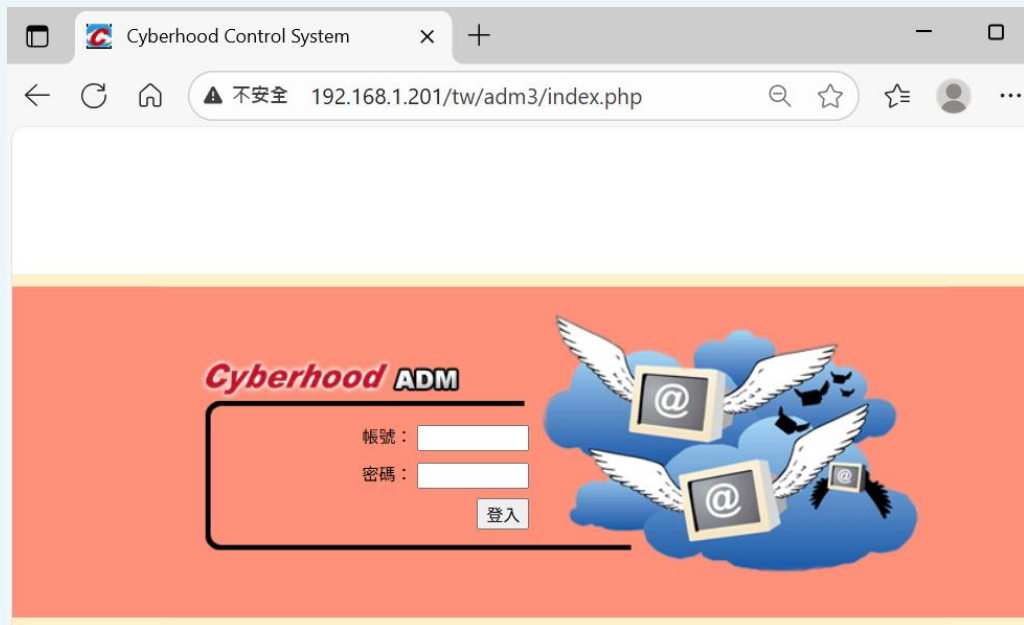 Cyberhood Control System
不安全 192.168.1.201/tw/adm3/index.php
Cyberhood ADM
帳號：
密碼：
登入
@
@
@